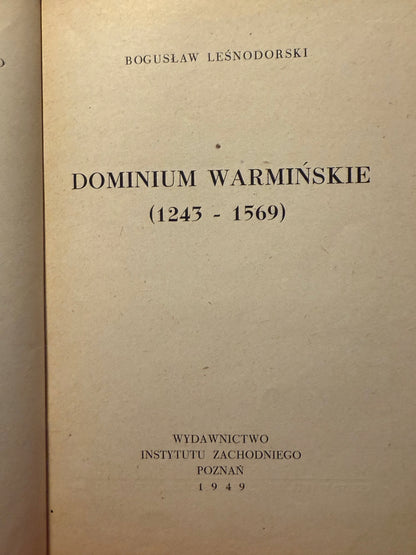 BOGUSŁAW LEŚNODORSKI
DOMINIUM WARMIŃSKIE
(1243 - 1569)
WYDAWNICTWO
INSTYTUTU ZACHODNIEGO
POZNAŃ
1949